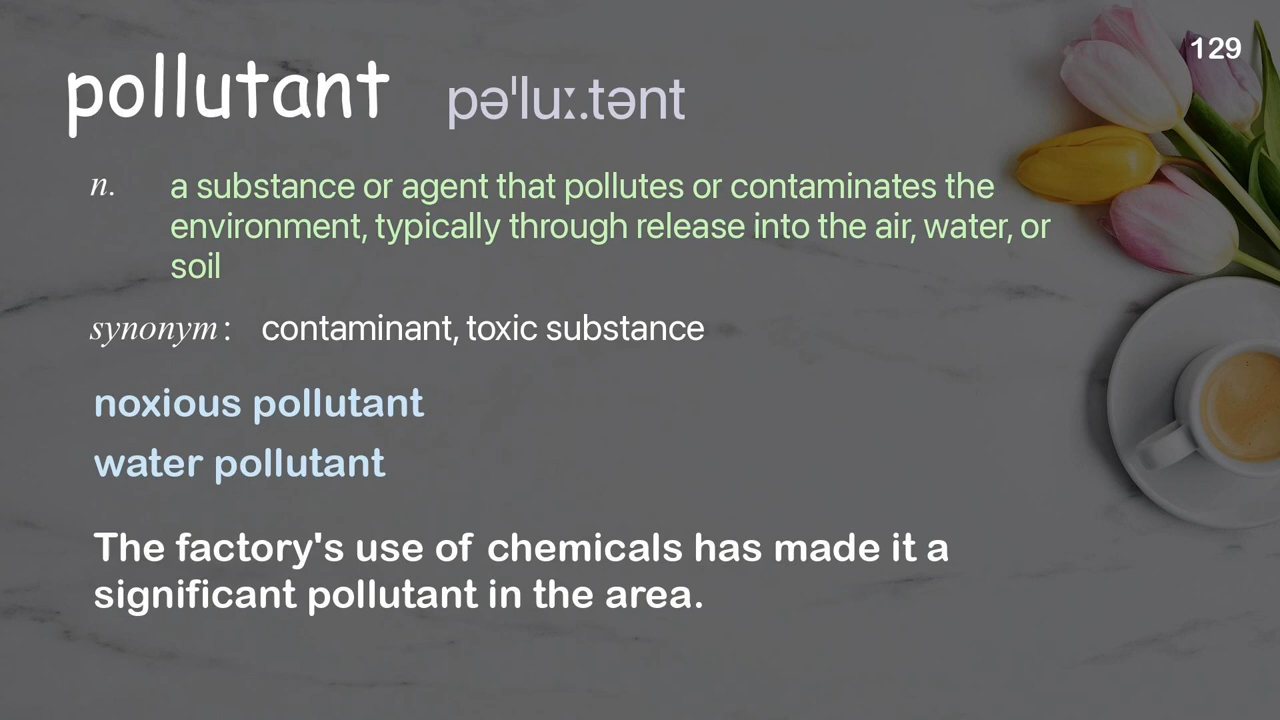 129
pollutant pəˈluː.tənt
n. a substance or agent that pollutes or contaminates the
environment, typically through release into the air, water, or
soil
synonym: contaminant, toxic substance
noxious pollutant
water pollutant
The factory's use of chemicals has made it a
significant pollutant in the area.